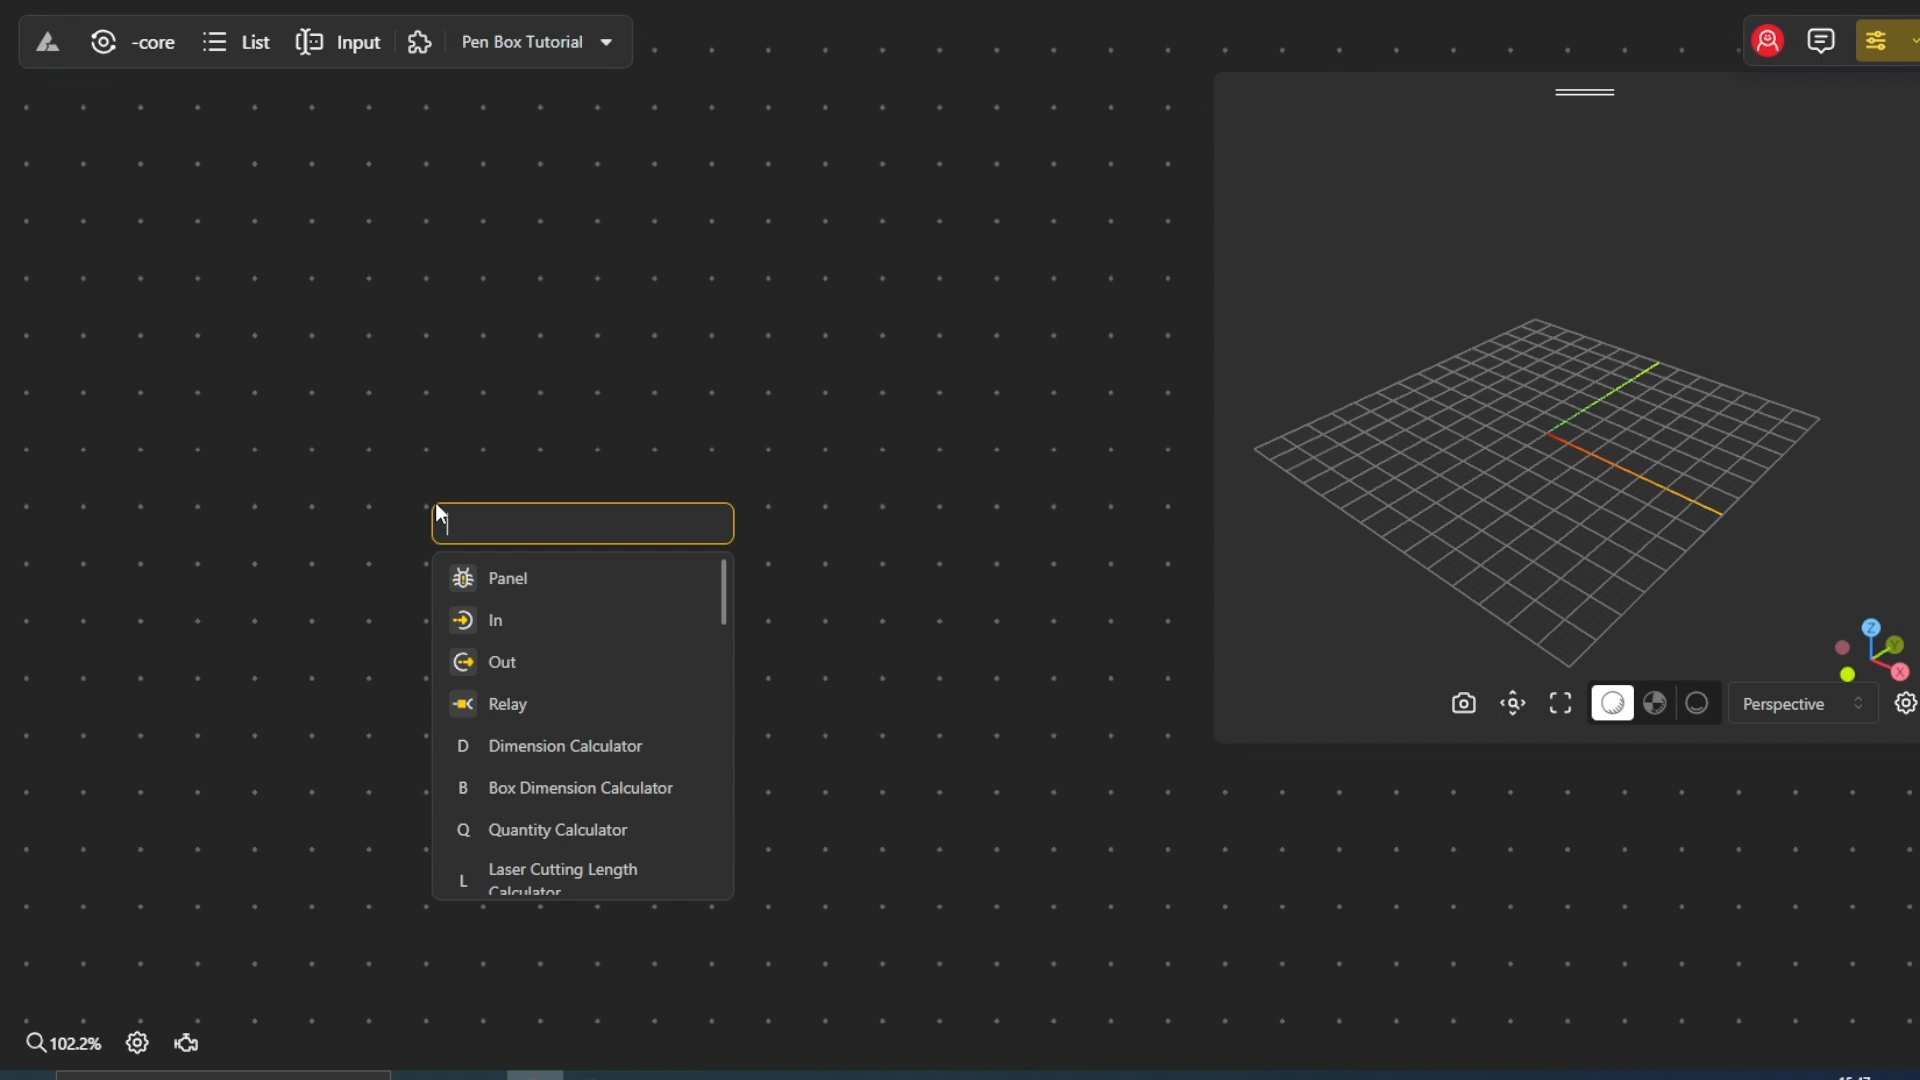 -core List Input Pen Box Tutorial
Panel
In
Out
Relay
D Dimension Calculator
B Box Dimension Calculator
Q Quantity Calculator
L Laser Cutting Length
Calculator
Z
Y
X
Perspective
102.2%